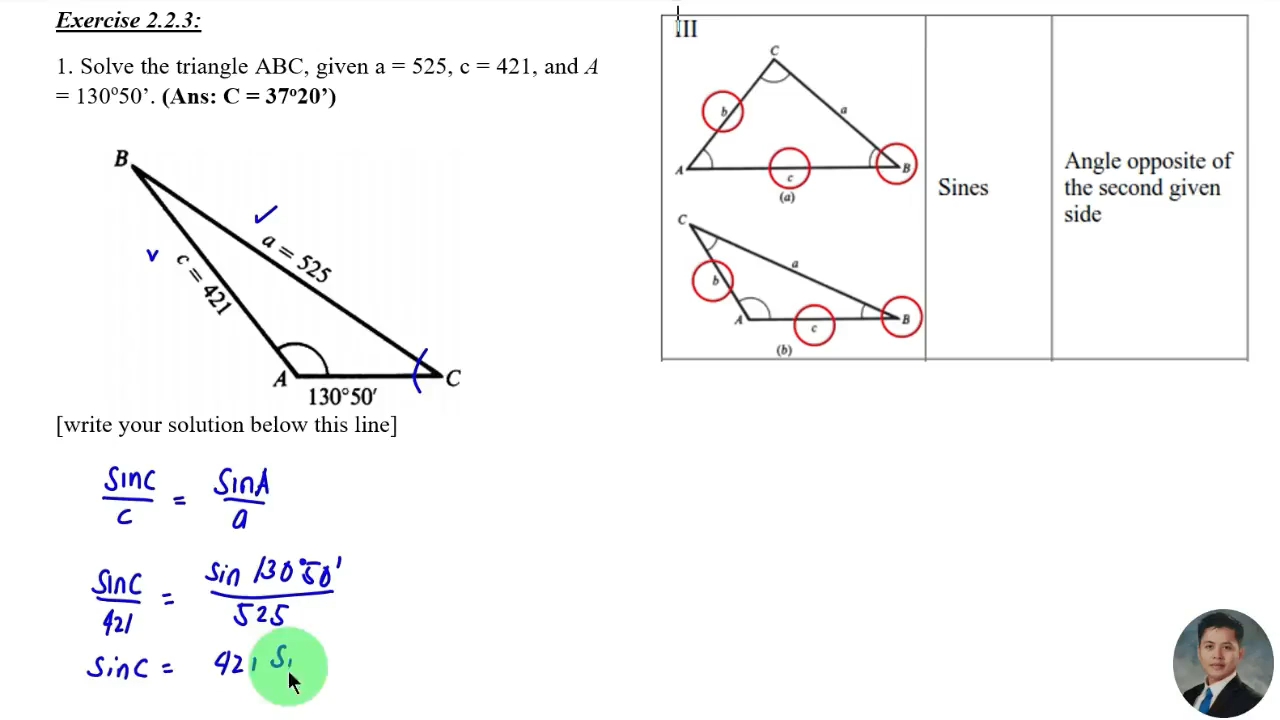 Exercise 2.2.3:
1. Solve the triangle ABC, given a = 525, c = 421, and A
= 130°50’. (Ans: C = 37°20’)
B
a = 525
c = 421
A
C
130°50′
[write your solution below this line]
SinC/c = SinA/a
SinC/421 = Sin 130°50'/525
SinC = 421 Si
III
C
b
a
A
c
B
(a)
C
a
b
A
c
B
(b)
Sines
Angle opposite of
the second given
side